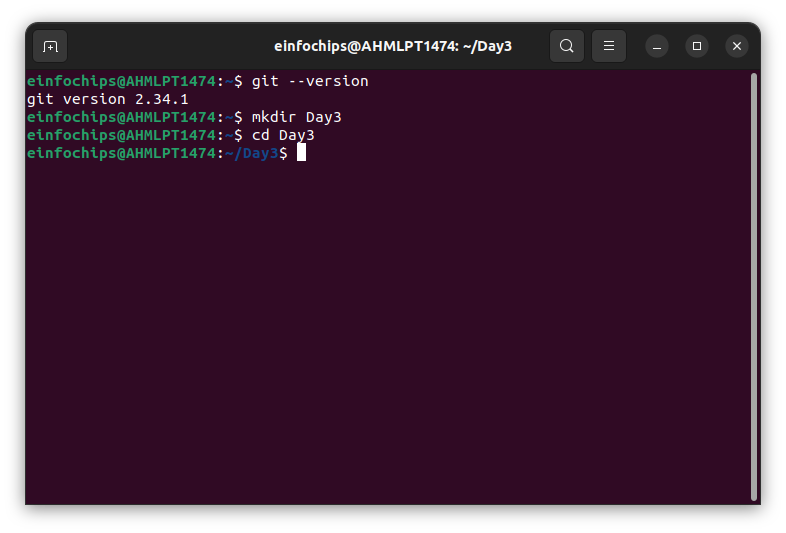 einfochips@AHMLPT1474: ~/Day3
einfochips@AHMLPT1474:~$ git --version
git version 2.34.1
einfochips@AHMLPT1474:~$ mkdir Day3
einfochips@AHMLPT1474:~$ cd Day3
einfochips@AHMLPT1474:~/Day3$